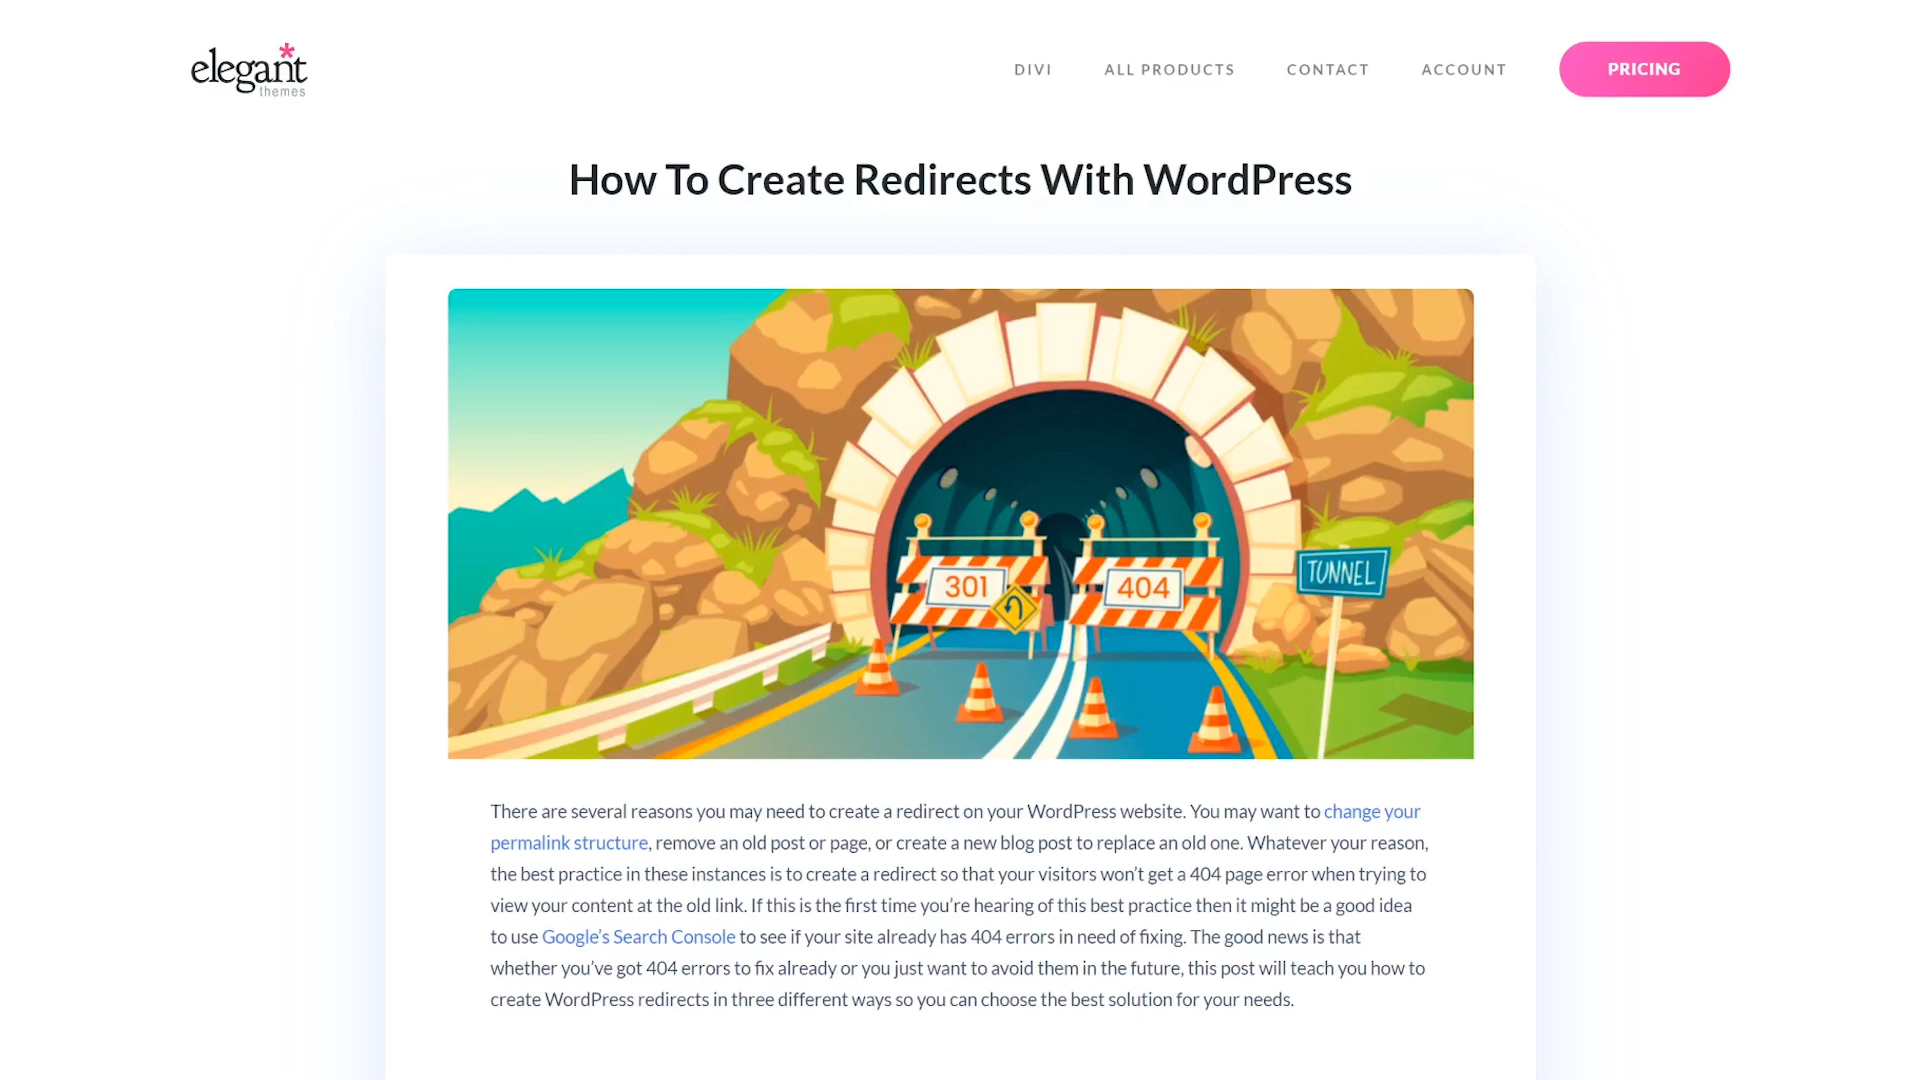 elegant
themes
DIVI
ALL PRODUCTS
CONTACT
ACCOUNT
PRICING
How To Create Redirects With WordPress
301
404
TUNNEL
There are several reasons you may need to create a redirect on your WordPress website. You may want to change your
permalink structure, remove an old post or page, or create a new blog post to replace an old one. Whatever your reason,
the best practice in these instances is to create a redirect so that your visitors won’t get a 404 page error when trying to
view your content at the old link. If this is the first time you’re hearing of this best practice then it might be a good idea
to use Google’s Search Console to see if your site already has 404 errors in need of fixing. The good news is that
whether you’ve got 404 errors to fix already or you just want to avoid them in the future, this post will teach you how to
create WordPress redirects in three different ways so you can choose the best solution for your needs.